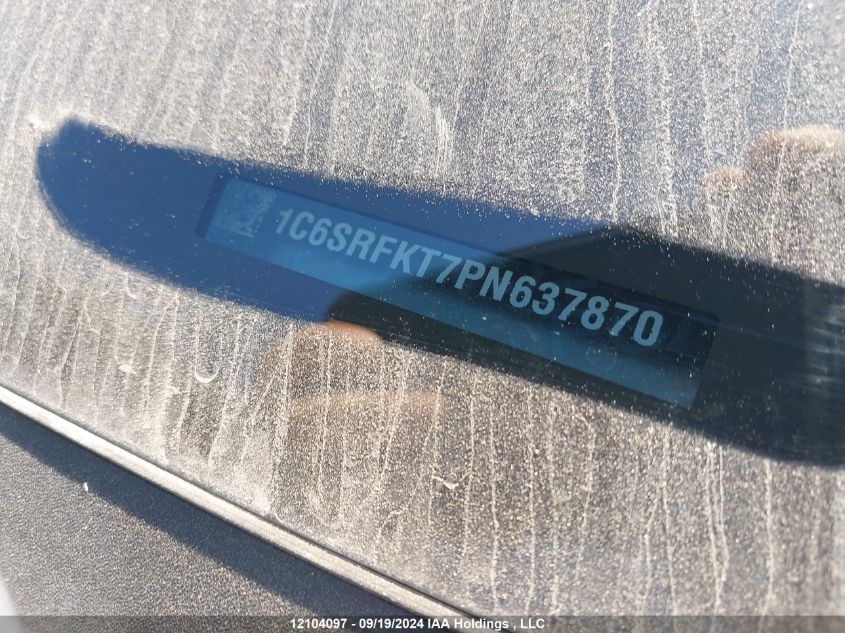 1C6SRFKT7PN637870
12104097 - 09/19/2024 IAA Holdings , LLC